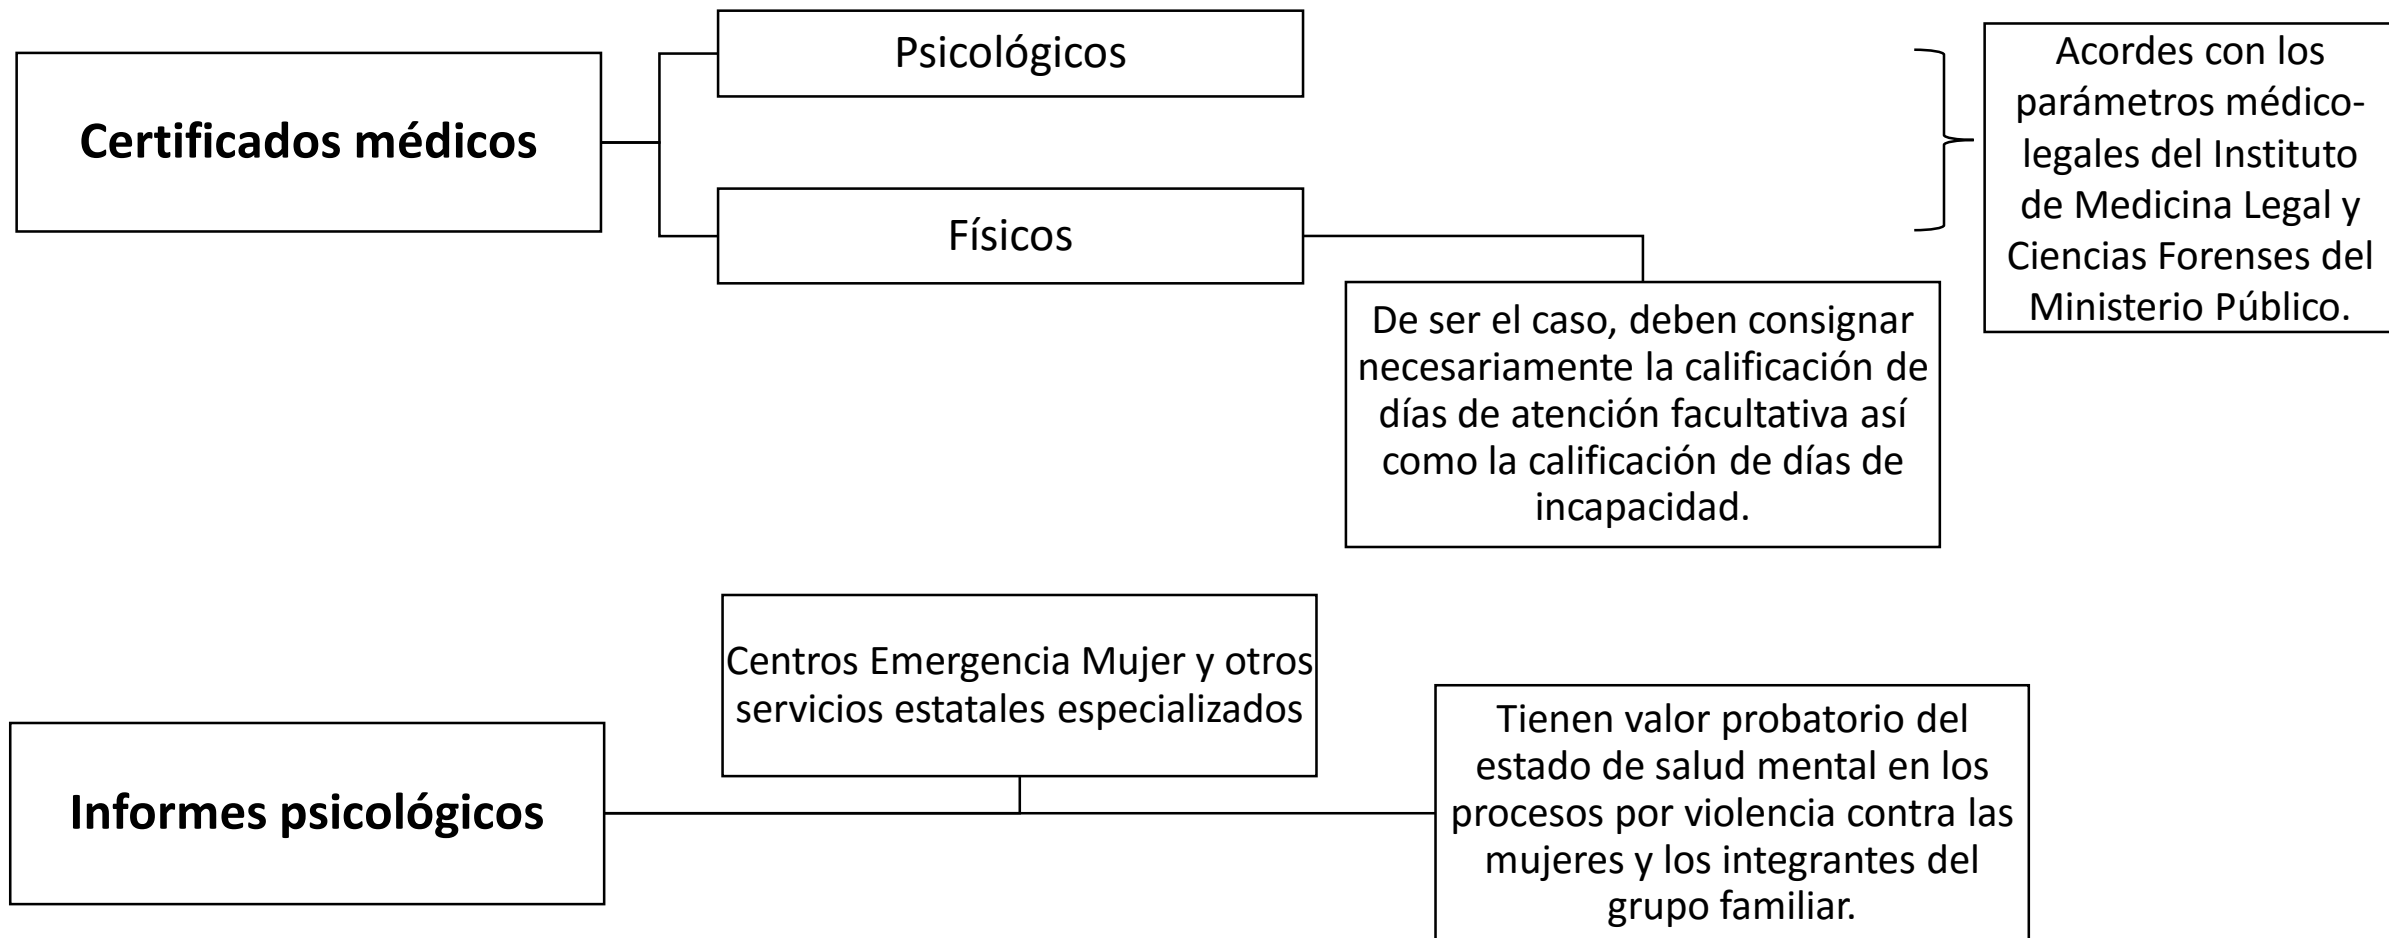 Certificados médicos
Psicológicos
Físicos
Acordes con los
parámetros médico-
legales del Instituto
de Medicina Legal y
Ciencias Forenses del
Ministerio Público.
De ser el caso, deben consignar
necesariamente la calificación de
días de atención facultativa así
como la calificación de días de
incapacidad.
Informes psicológicos
Centros Emergencia Mujer y otros
servicios estatales especializados
Tienen valor probatorio del
estado de salud mental en los
procesos por violencia contra las
mujeres y los integrantes del
grupo familiar.